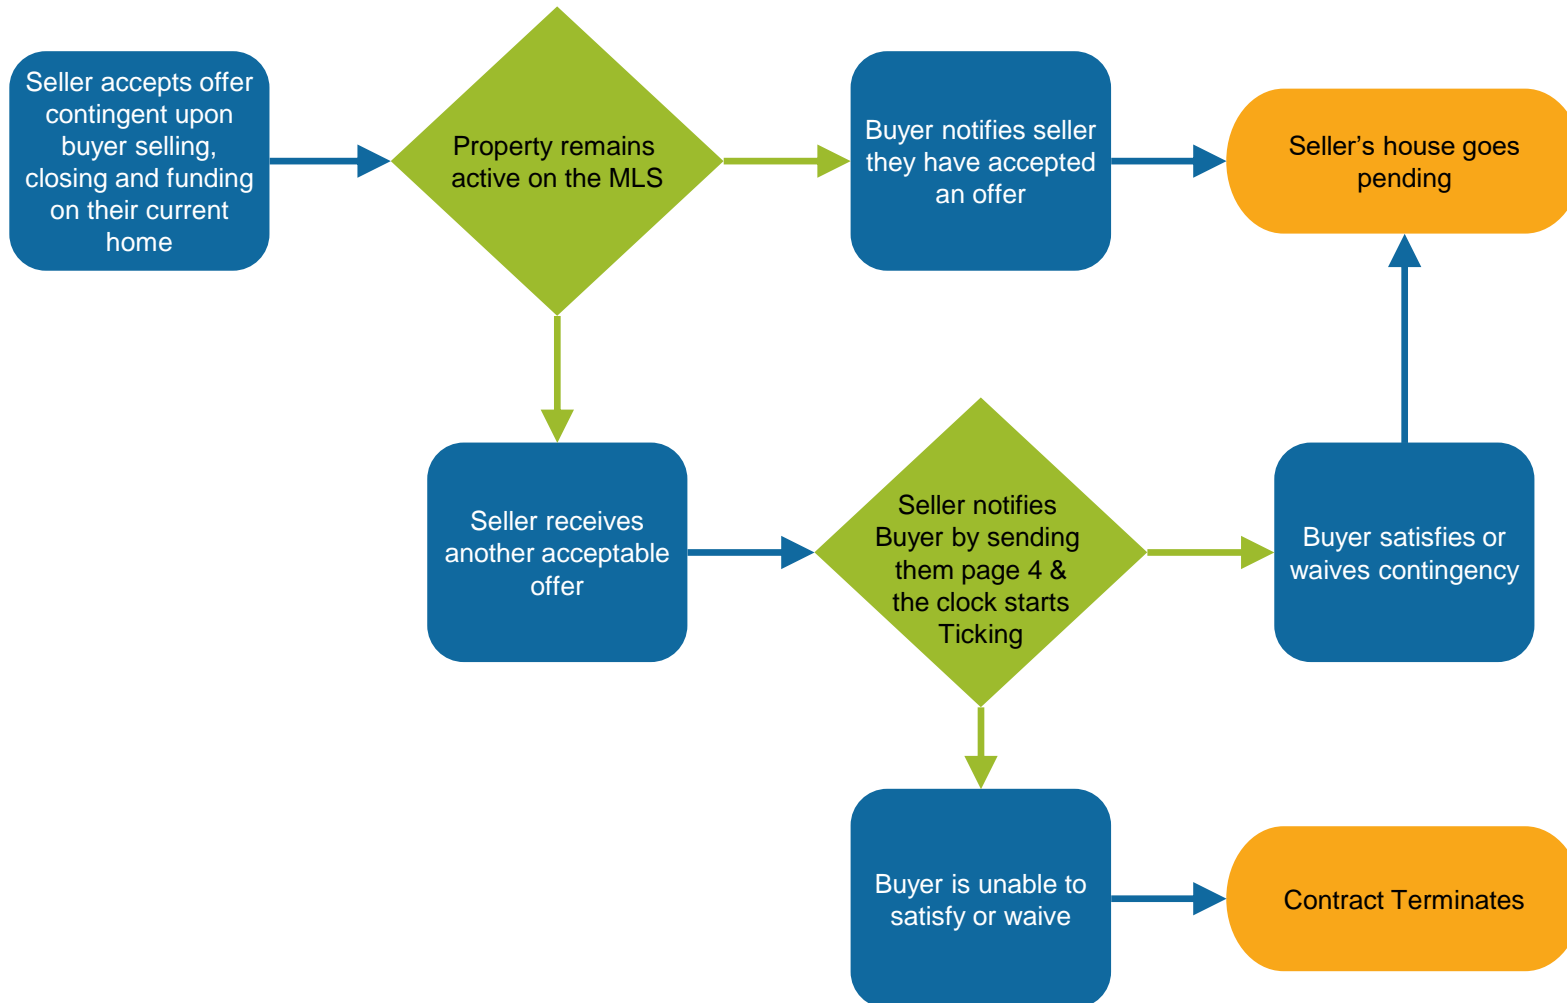 Seller accepts offer
contingent upon
buyer selling,
closing and funding
on their current
home
Property remains
active on the MLS
Buyer notifies seller
they have accepted
an offer
Seller’s house goes
pending
Seller receives
another acceptable
offer
Seller notifies
Buyer by sending
them page 4 &
the clock starts
Ticking
Buyer satisfies or
waives contingency
Buyer is unable to
satisfy or waive
Contract Terminates